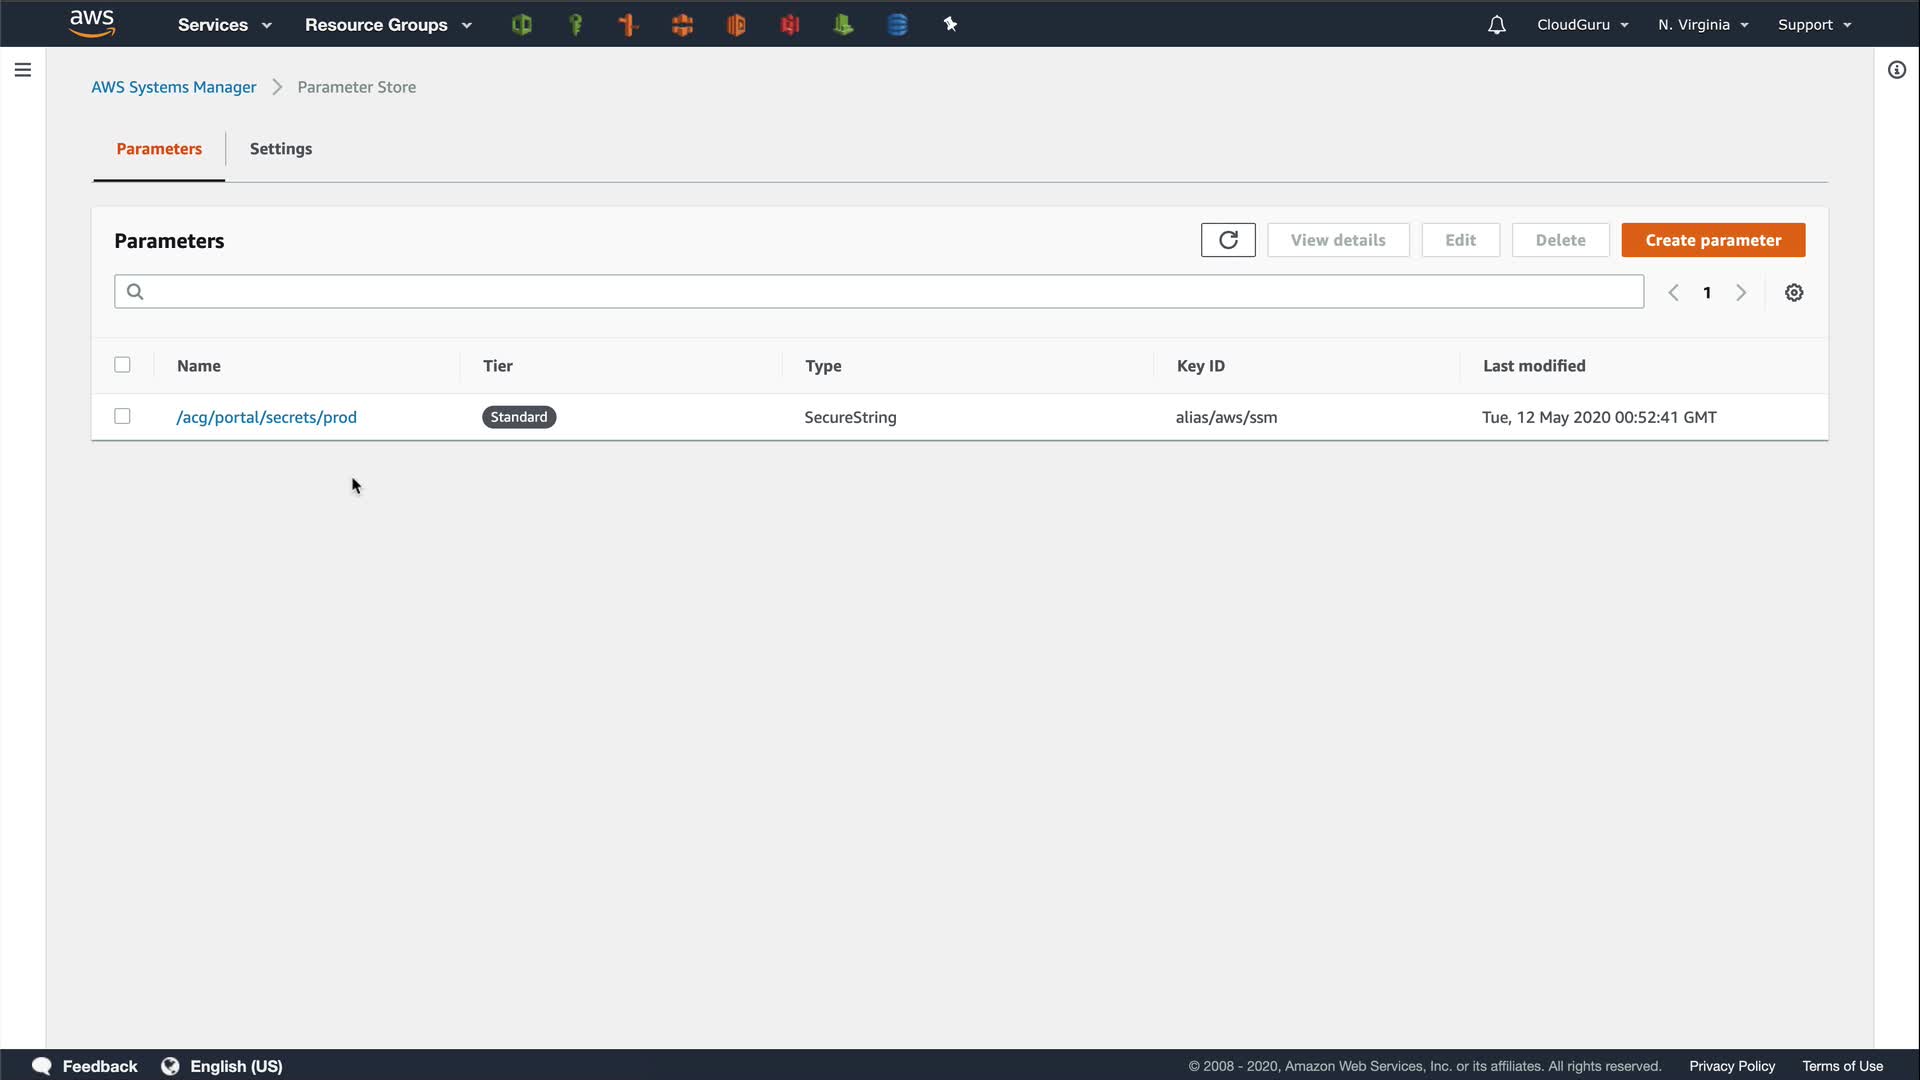 aws Services Resource Groups CloudGuru N. Virginia Support
AWS Systems Manager Parameter Store
Parameters Settings
Parameters View details Edit Delete Create parameter
1
Name Tier Type Key ID Last modified
/acg/portal/secrets/prod Standard SecureString alias/aws/ssm Tue, 12 May 2020 00:52:41 GMT
Feedback English (US) © 2008 - 2020, Amazon Web Services, Inc. or its affiliates. All rights reserved. Privacy Policy Terms of Use